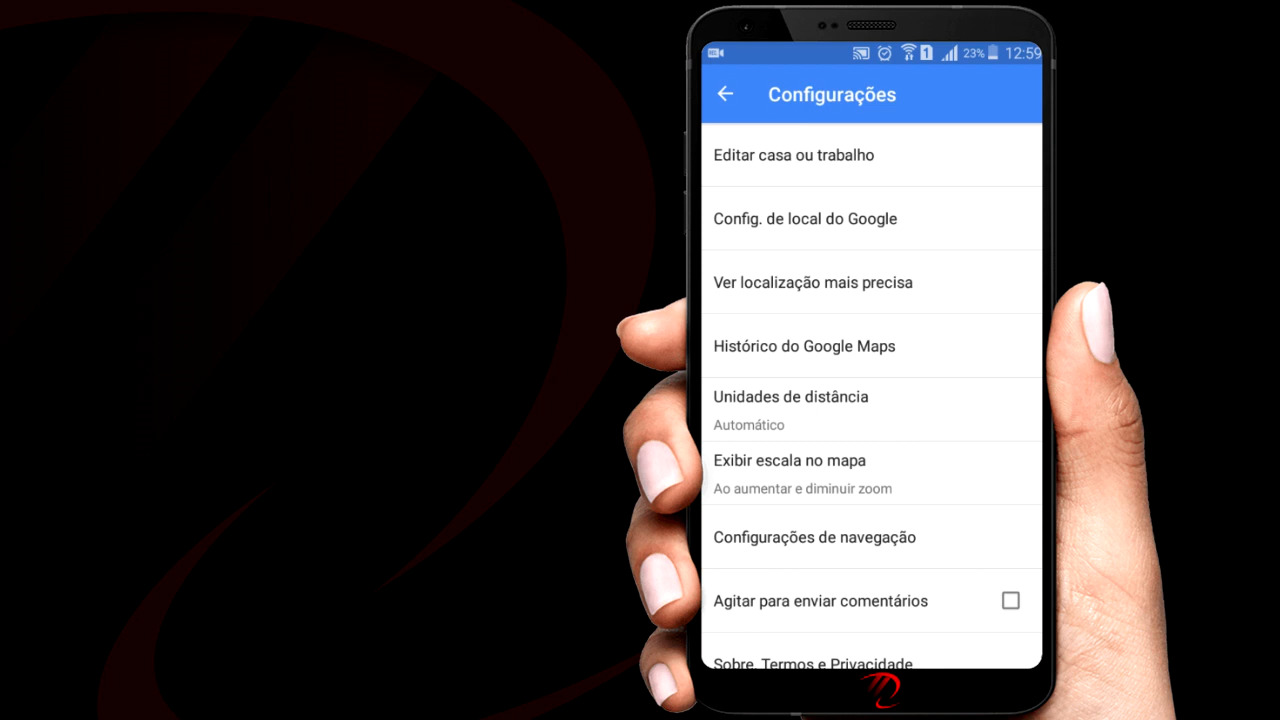 23% 12:59
Configurações
Editar casa ou trabalho
Config. de local do Google
Ver localização mais precisa
Histórico do Google Maps
Unidades de distância
Automático
Exibir escala no mapa
Ao aumentar e diminuir zoom
Configurações de navegação
Agitar para enviar comentários
Sobre, Termos e Privacidade